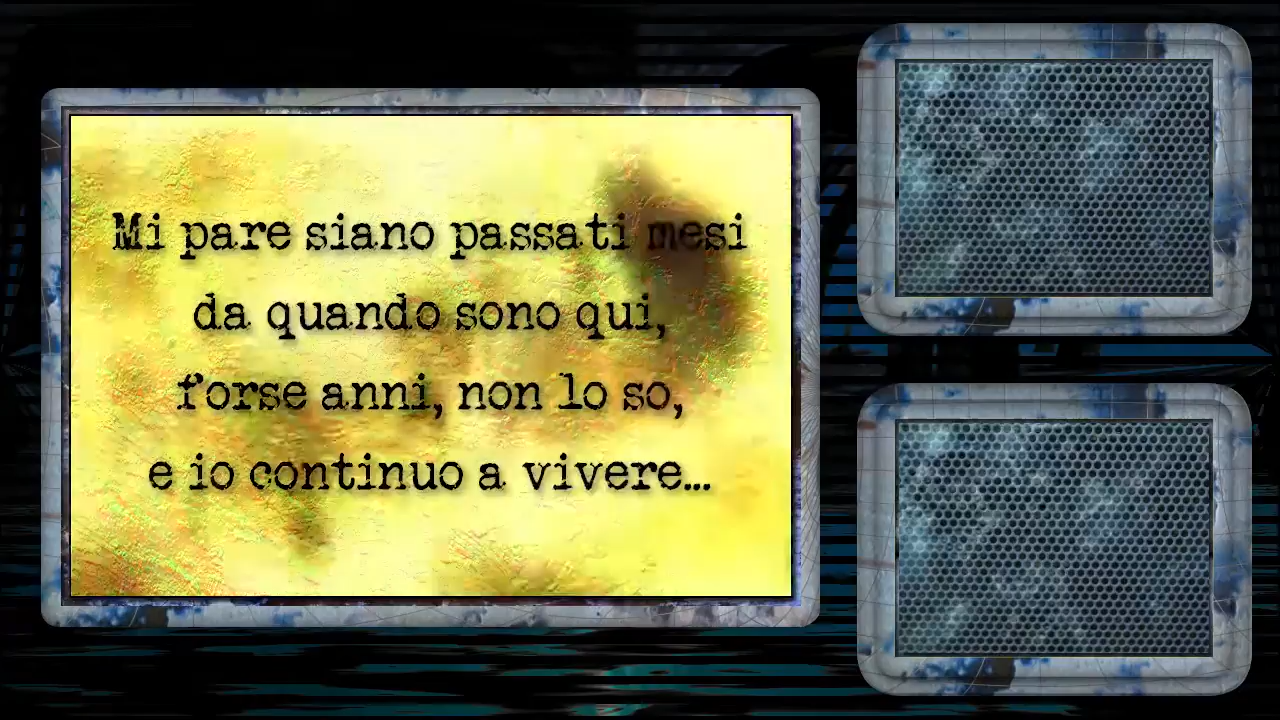 Mi pare siano passati mesi
da quando sono qui,
forse anni, non lo so,
e io continuo a vivere...